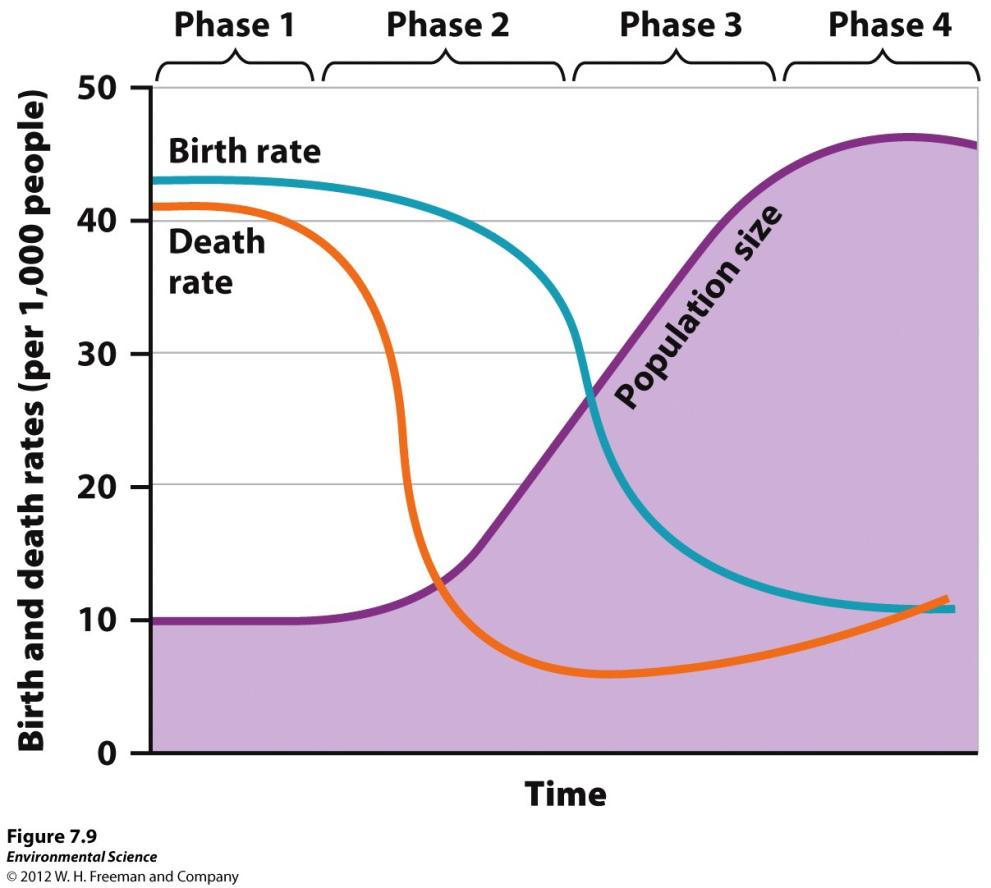 Phase 1 Phase 2 Phase 3 Phase 4
Birth and death rates (per 1,000 people)
50
40
30
20
10
0
Birth rate
Death
rate
Population size
Time
Figure 7.9
Environmental Science
© 2012 W. H. Freeman and Company